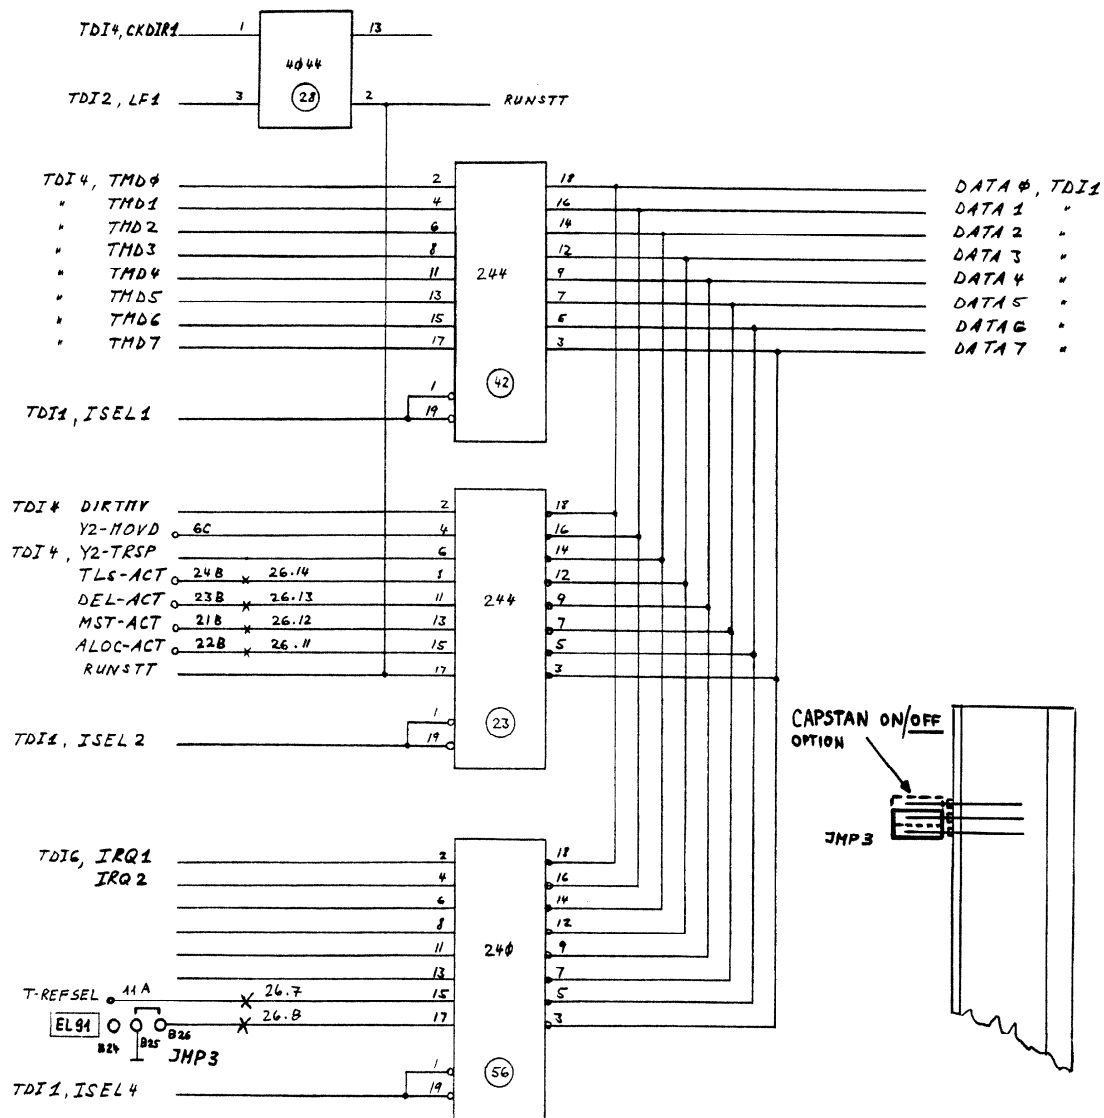 TDI4, CKDIR1 1 13
4044
TDI2, LF1 3 28 2 RUNSTT
TDI4, TMD0 2 18 DATA 0, TDI1
" TMD1 4 16 DATA 1 "
" TMD2 6 14 DATA 2 "
" TMD3 8 12 DATA 3 "
" TMD4 11 244 9 DATA 4 "
" TMD5 13 7 DATA 5 "
" TMD6 15 5 DATA 6 "
" TMD7 17 3 DATA 7 "
1 42
TDI1, ISEL1 19
TDI4 DIRTMV 2 18
Y2-MOVD 6C 4 16
TDI4, Y2-TRSP 6 14
TLS-ACT 24B 26.14 8 12
DEL-ACT 23B 26.13 11 244 9
MST-ACT 21B 26.12 13 7
ALOC-ACT 22B 26.11 15 5
RUNSTT 17 3
1 23
TDI1, ISEL 2 19
CAPSTAN ON/OFF
OPTION
JMP3
TDI6, IRQ1 2 18
IRQ2 4 16
6 14
8 12
11 240 9
13 7
T-REFSEL 11A 26.7 15 5
EL91 26.8 17 3
B24 B25 B26
JMP3
1 56
TDI1, ISEL4 19